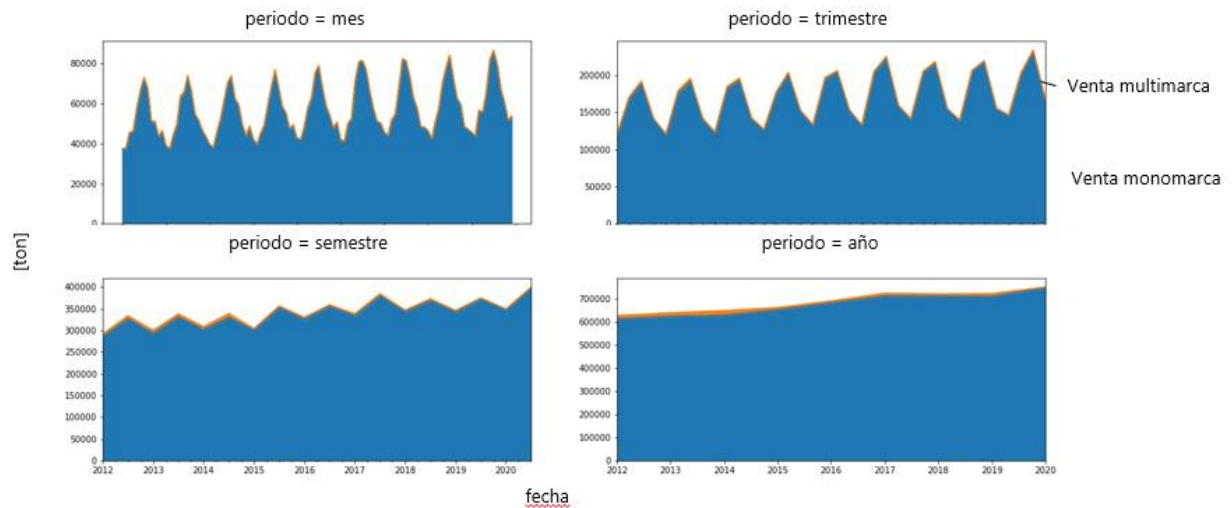 periodo = mes
80000
60000
40000
20000
0
periodo = trimestre
200000
150000
100000
50000
0
Venta multimarca
Venta monomarca
[ton]
periodo = semestre
400000
350000
300000
250000
200000
150000
100000
50000
0
2012 2013 2014 2015 2016 2017 2018 2019 2020
periodo = año
700000
600000
500000
400000
300000
200000
100000
0
2012 2013 2014 2015 2016 2017 2018 2019 2020
fecha